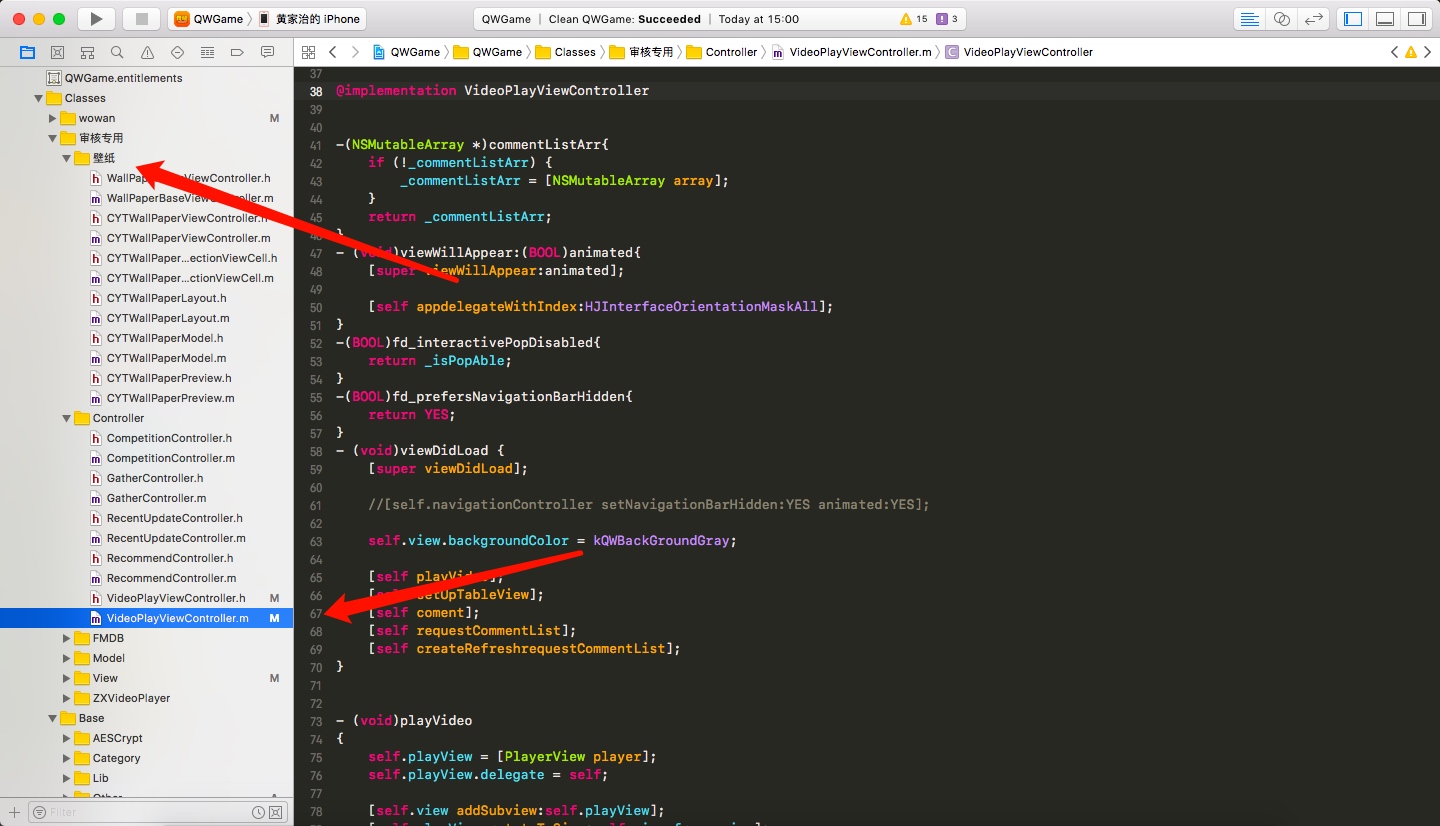 QWGame 〉 黄家治的 iPhone
QWGame | Clean QWGame: Succeeded | Today at 15:00
15 3
QWGame 〉 QWGame 〉 Classes 〉 审核专用 〉 Controller 〉 VideoPlayViewController.m 〉 C VideoPlayViewController
QWGame.entitlements
Classes
wowan M
审核专用
壁纸
h ViewController.h
m WallPaperBaseViewController.m
h CYTWallPaperViewController.h
m CYTWallPaperViewController.m
h CYTWallPaper...ectionViewCell.h
m CYTWallPaper...ctionViewCell.m
h CYTWallPaperLayout.h
m CYTWallPaperLayout.m
h CYTWallPaperModel.h
m CYTWallPaperModel.m
h CYTWallPaperPreview.h
m CYTWallPaperPreview.m
Controller
h CompetitionController.h
m CompetitionController.m
h GatherController.h
m GatherController.m
h RecentUpdateController.h
m RecentUpdateController.m
h RecommendController.h
m RecommendController.m
h VideoPlayViewController.h M
m VideoPlayViewController.m M
FMDB
Model
View M
ZXVideoPlayer
Base
AESCrypt
Category
Lib
Filter
37
38 @implementation VideoPlayViewController
39
40
41 -(NSMutableArray *)commentListArr{
42 if (!_commentListArr) {
43 _commentListArr = [NSMutableArray array];
44 }
45 return _commentListArr;
46 }
47 - (void)viewWillAppear:(BOOL)animated{
48 [super viewWillAppear:animated];
49
50 [self appdelegateWithIndex:HJInterfaceOrientationMaskAll];
51 }
52 -(BOOL)fd_interactivePopDisabled{
53 return _isPopAble;
54 }
55 -(BOOL)fd_prefersNavigationBarHidden{
56 return YES;
57 }
58 - (void)viewDidLoad {
59 [super viewDidLoad];
60
61 //[self.navigationController setNavigationBarHidden:YES animated:YES];
62
63 self.view.backgroundColor = kQWBackGroundGray;
64
65 [self playVideo];
66 [self setUpTableView];
67 [self coment];
68 [self requestCommentList];
69 [self createRefreshrequestCommentList];
70 }
71
72
73 - (void)playVideo
74 {
75 self.playView = [PlayerView player];
76 self.playView.delegate = self;
77
78 [self.view addSubview:self.playView];